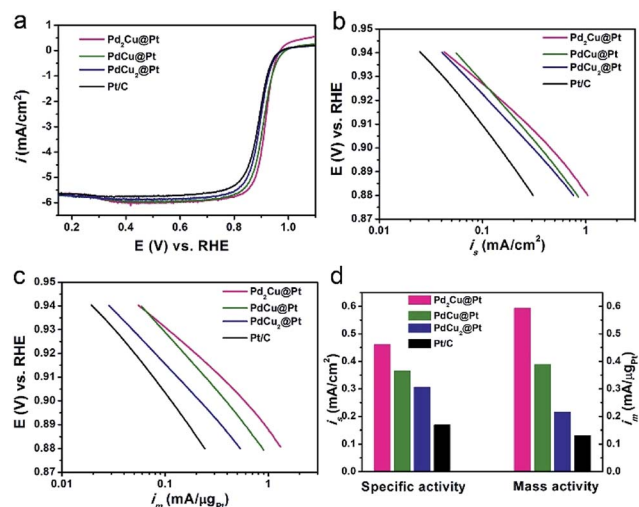 a
Pd₂Cu@Pt
PdCu@Pt
PdCu₂@Pt
Pt/C
i (mA/cm²)
1
0
-1
-2
-3
-4
-5
-6
0.2 0.4 0.6 0.8 1.0
E (V) vs. RHE
b
Pd₂Cu@Pt
PdCu@Pt
PdCu₂@Pt
Pt/C
E (V) vs. RHE
0.95
0.94
0.93
0.92
0.91
0.90
0.89
0.88
0.87
0.01 0.1 1
iₛ (mA/cm²)
c
Pd₂Cu@Pt
PdCu@Pt
PdCu₂@Pt
Pt/C
E (V) vs. RHE
0.95
0.94
0.93
0.92
0.91
0.90
0.89
0.88
0.87
0.01 0.1 1
iₘ (mA/μgPt)
d
Pd₂Cu@Pt
PdCu@Pt
PdCu₂@Pt
Pt/C
iₛ (mA/cm²)
0.6
0.5
0.4
0.3
0.2
0.1
0.0
0.6
0.5
0.4
0.3
0.2
0.1
0.0
iₘ (mA/μgPt)
Specific activity Mass activity